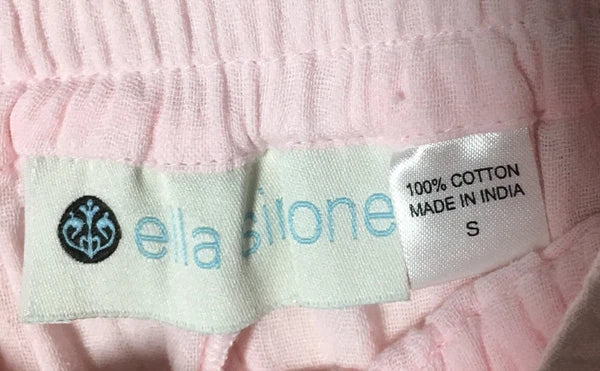 ella silone
100% COTTON
MADE IN INDIA
S